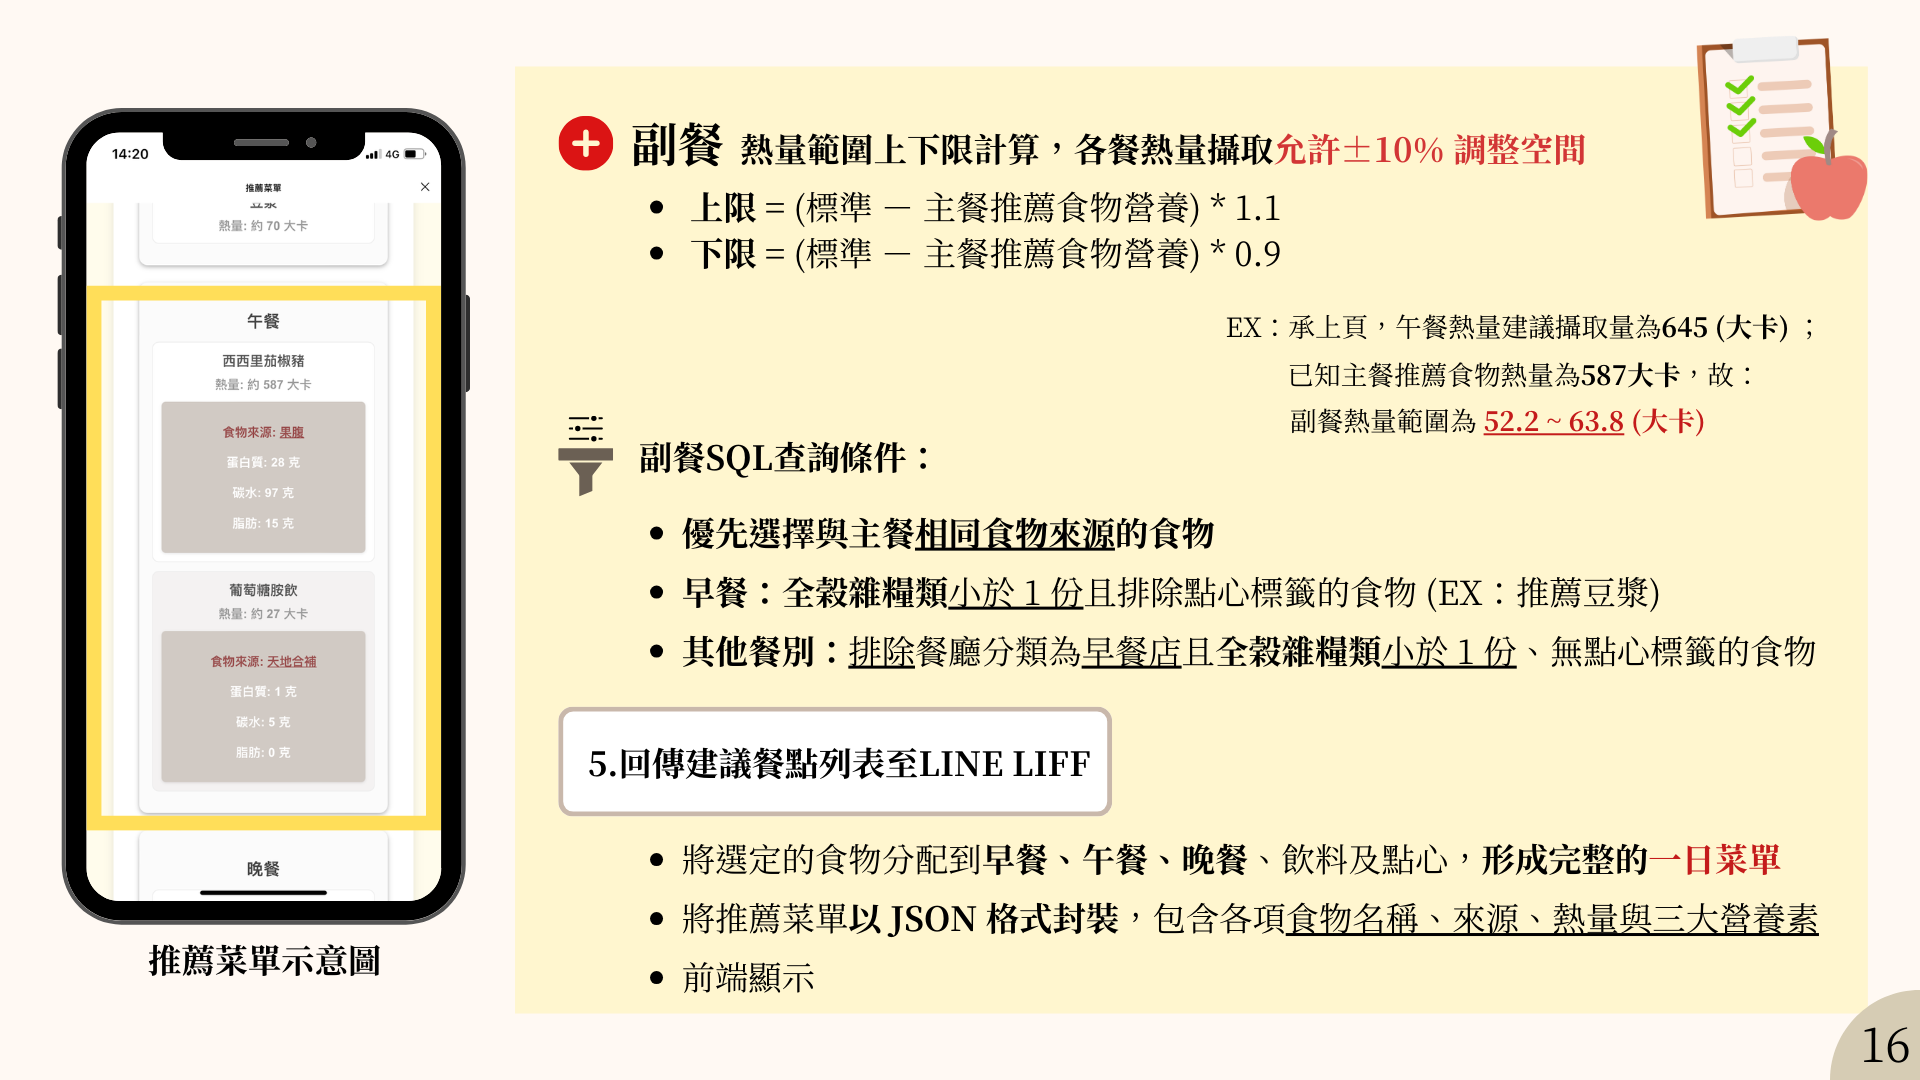 14:20
4G
推薦菜單
豆漿
熱量: 約 70 大卡
午餐
西西里茄椒豬
熱量: 約 587 大卡
食物來源: 果腹
蛋白質: 28 克
碳水: 97 克
脂肪: 15 克
葡萄糖胺飲
熱量: 約 27 大卡
食物來源: 天地合補
蛋白質: 1 克
碳水: 5 克
脂肪: 0 克
晚餐
推薦菜單示意圖
副餐 熱量範圍上下限計算，各餐熱量攝取允許±10% 調整空間
上限 = (標準 － 主餐推薦食物營養) * 1.1
下限 = (標準 － 主餐推薦食物營養) * 0.9
EX：承上頁，午餐熱量建議攝取量為645 (大卡) ；
已知主餐推薦食物熱量為587大卡，故：
副餐熱量範圍為 52.2 ~ 63.8 (大卡)
副餐SQL查詢條件：
優先選擇與主餐相同食物來源的食物
早餐：全穀雜糧類小於 1 份且排除點心標籤的食物 (EX：推薦豆漿)
其他餐別：排除餐廳分類為早餐店且全穀雜糧類小於 1 份、無點心標籤的食物
5.回傳建議餐點列表至LINE LIFF
將選定的食物分配到早餐、午餐、晚餐、飲料及點心，形成完整的一日菜單
將推薦菜單以 JSON 格式封裝，包含各項食物名稱、來源、熱量與三大營養素
前端顯示
16